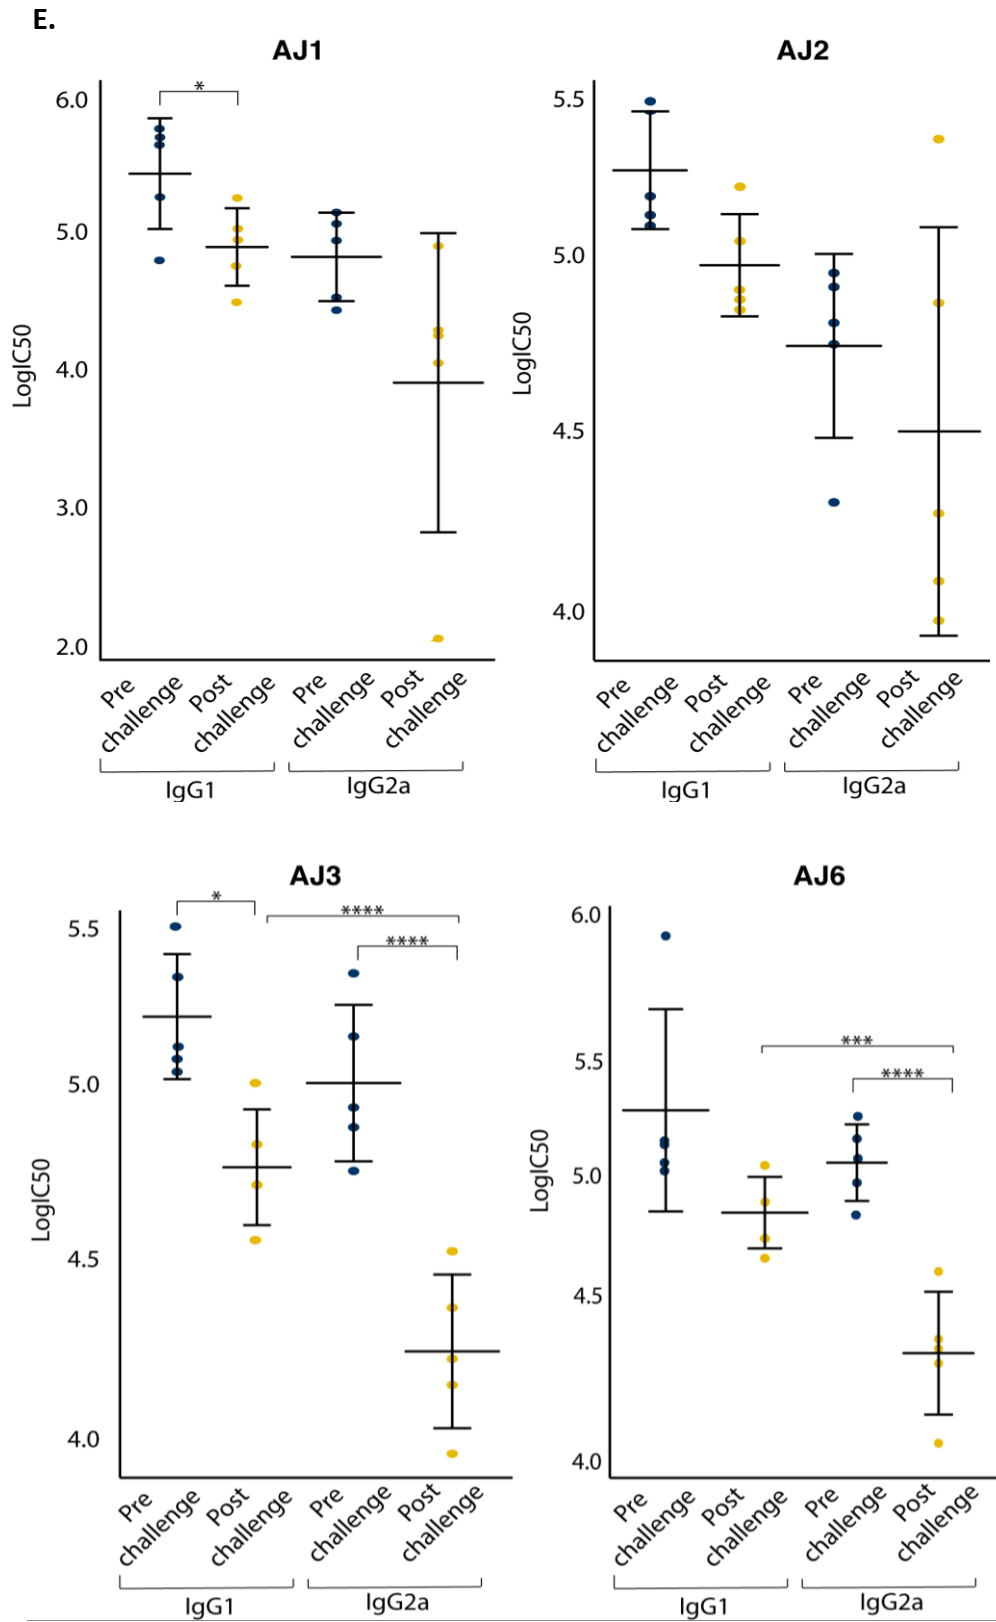 E.
AJ1
*
6.0
5.0
4.0
3.0
2.0
LogIC50
Pre challenge
Post challenge
Pre challenge
Post challenge
IgG1
IgG2a
AJ2
5.5
5.0
4.5
4.0
LogIC50
Pre challenge
Post challenge
Pre challenge
Post challenge
IgG1
IgG2a
AJ3
*
****
****
5.5
5.0
4.5
4.0
LogIC50
Pre challenge
Post challenge
Pre challenge
Post challenge
IgG1
IgG2a
AJ6
***
****
6.0
5.5
5.0
4.5
4.0
LogIC50
Pre challenge
Post challenge
Pre challenge
Post challenge
IgG1
IgG2a